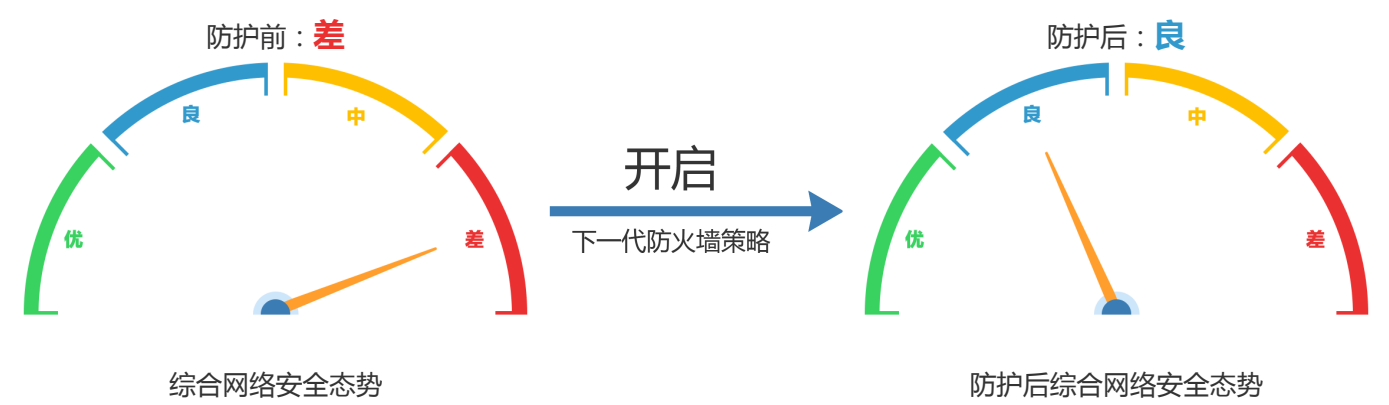 防护前：差
良
中
优
差
综合网络安全态势
开启
下一代防火墙策略
防护后：良
良
中
优
差
防护后综合网络安全态势